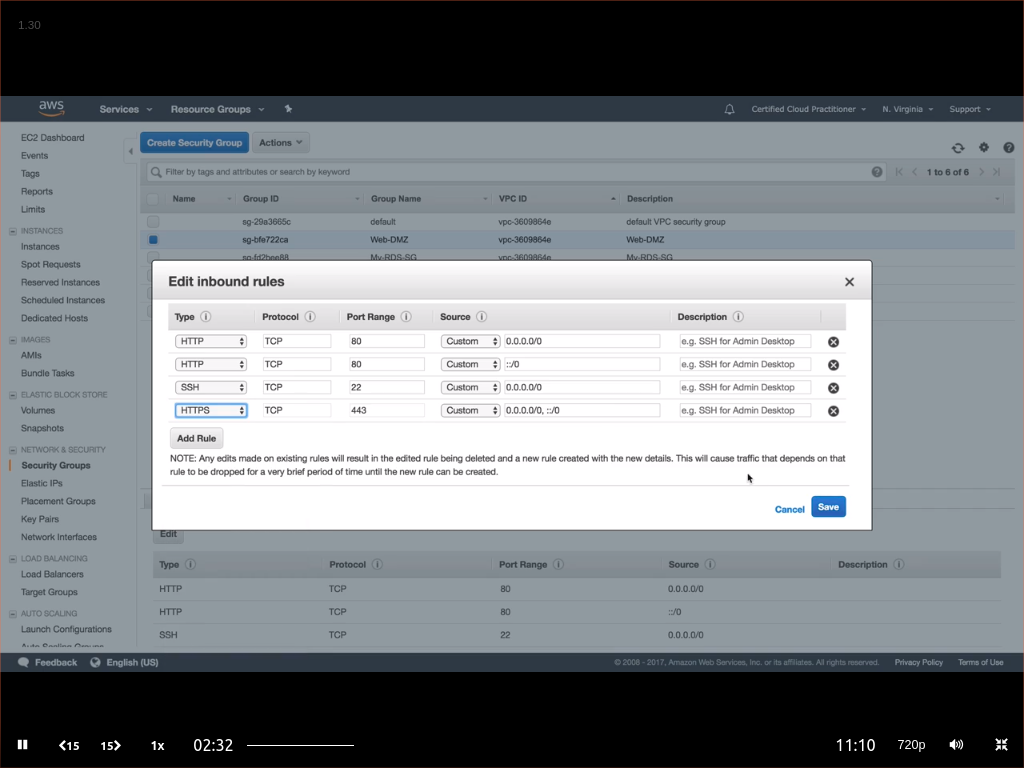 1.30
aws Services Resource Groups Certified Cloud Practitioner N. Virginia Support
EC2 Dashboard
Events
Tags
Reports
Limits
INSTANCES
Instances
Spot Requests
Reserved Instances
Scheduled Instances
Dedicated Hosts
IMAGES
AMIs
Bundle Tasks
ELASTIC BLOCK STORE
Volumes
Snapshots
NETWORK & SECURITY
Security Groups
Elastic IPs
Placement Groups
Key Pairs
Network Interfaces
LOAD BALANCING
Load Balancers
Target Groups
AUTO SCALING
Launch Configurations
Auto Scaling Groups
Create Security Group Actions
Filter by tags and attributes or search by keyword 1 to 6 of 6
Name Group ID Group Name VPC ID Description
sg-29a3665c default vpc-3609864e default VPC security group
sg-bfe722ca Web-DMZ vpc-3609864e Web-DMZ
sg-fd2bee88 My-RDS-SG vpc-3609864e My-RDS-SG
Edit inbound rules
Type Protocol Port Range Source Description
HTTP TCP 80 Custom 0.0.0.0/0 e.g. SSH for Admin Desktop
HTTP TCP 80 Custom ::/0 e.g. SSH for Admin Desktop
SSH TCP 22 Custom 0.0.0.0/0 e.g. SSH for Admin Desktop
HTTPS TCP 443 Custom 0.0.0.0/0, ::/0 e.g. SSH for Admin Desktop
Add Rule
NOTE: Any edits made on existing rules will result in the edited rule being deleted and a new rule created with the new details. This will cause traffic that depends on that
rule to be dropped for a very brief period of time until the new rule can be created.
Cancel Save
Edit
Type Protocol Port Range Source Description
HTTP TCP 80 0.0.0.0/0
HTTP TCP 80 ::/0
SSH TCP 22 0.0.0.0/0
Feedback English (US) © 2008 - 2017, Amazon Web Services, Inc. or its affiliates. All rights reserved. Privacy Policy Terms of Use
15 15 1x 02:32 11:10 720p